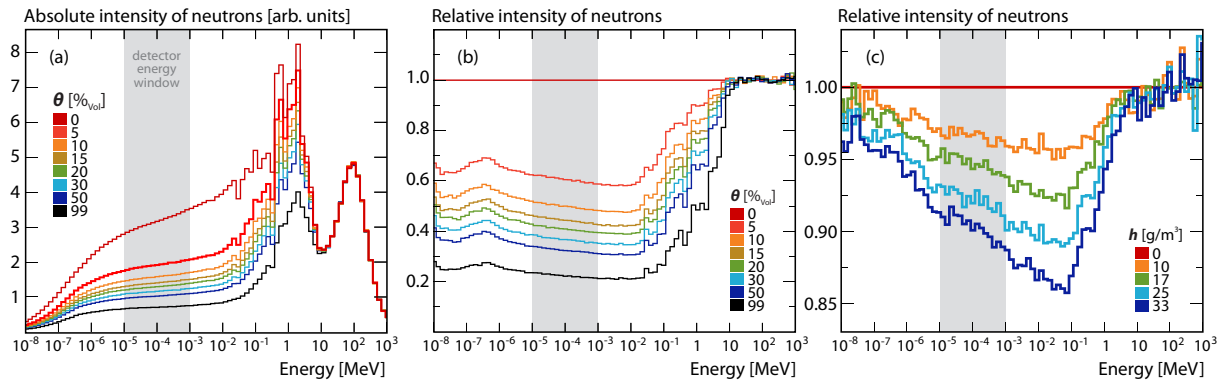 Absolute intensity of neutrons [arb. units]
(a)
detector
energy
window
θ [%Vol]
0
5
10
15
20
30
50
99
8
7
6
5
4
3
2
1
10⁻⁸ 10⁻⁷ 10⁻⁶ 10⁻⁵ 10⁻⁴ 10⁻³ 10⁻² 10⁻¹ 1 10 10² 10³
Energy [MeV]
Relative intensity of neutrons
(b)
1.0
0.8
0.6
0.4
0.2
θ [%Vol]
0
5
10
15
20
30
50
99
10⁻⁸ 10⁻⁷ 10⁻⁶ 10⁻⁵ 10⁻⁴ 10⁻³ 10⁻² 10⁻¹ 1 10 10² 10³
Energy [MeV]
Relative intensity of neutrons
(c)
1.00
0.95
0.90
0.85
h [g/m³]
0
10
17
25
33
10⁻⁸ 10⁻⁷ 10⁻⁶ 10⁻⁵ 10⁻⁴ 10⁻³ 10⁻² 10⁻¹ 1 10 10² 10³
Energy [MeV]